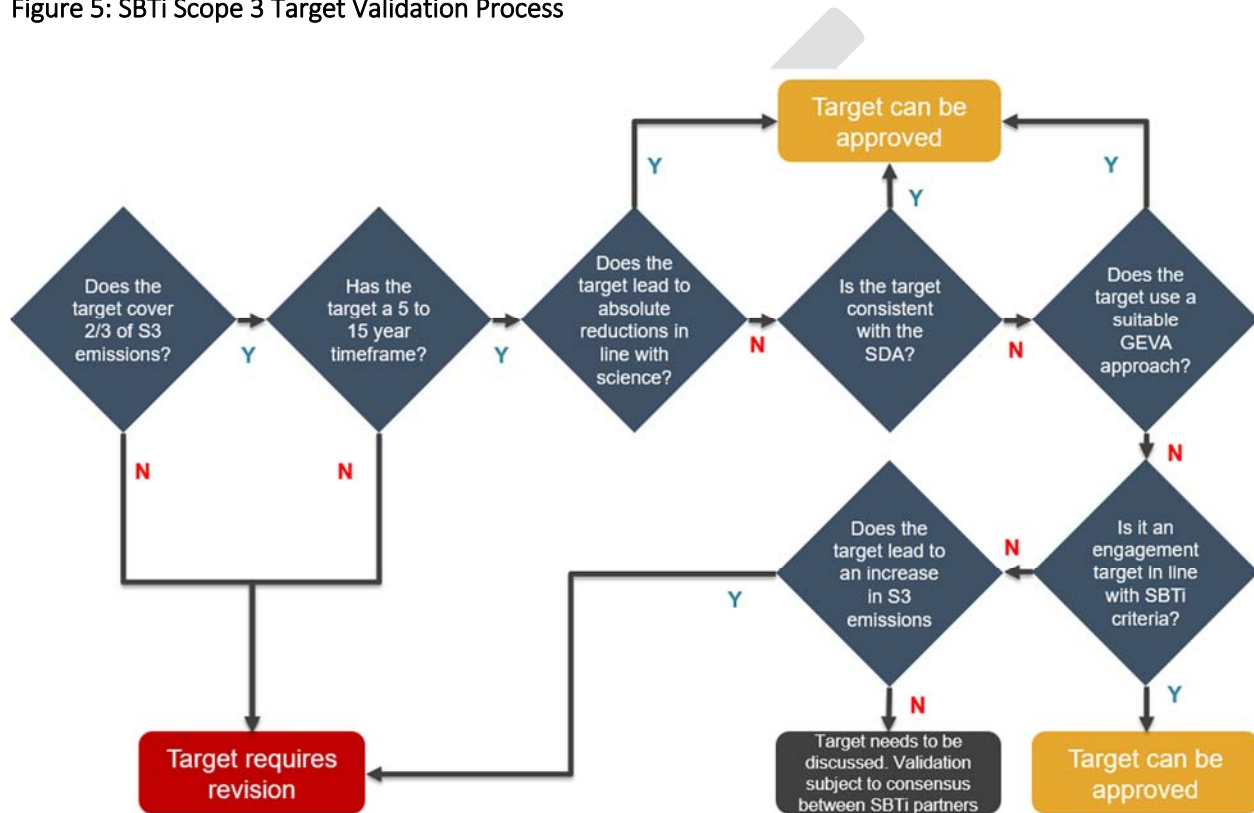 Figure 5: SBTi Scope 3 Target Validation Process
Target can be
approved
Y
Y
Y
Does the
target cover
2/3 of S3
emissions?
Y
Has the
target a 5 to
15 year
timeframe?
Y
Does the
target lead to
absolute
reductions in
line with
science?
N
Is the target
consistent
with the
SDA?
N
Does the
target use a
suitable
GEVA
approach?
N
N
N
Does the
target lead to
an increase
in S3
emissions
N
Is it an
engagement
target in line
with SBTi
criteria?
Y
N
Y
Target requires
revision
Target needs to be
discussed. Validation
subject to consensus
between SBTi partners
Target can be
approved